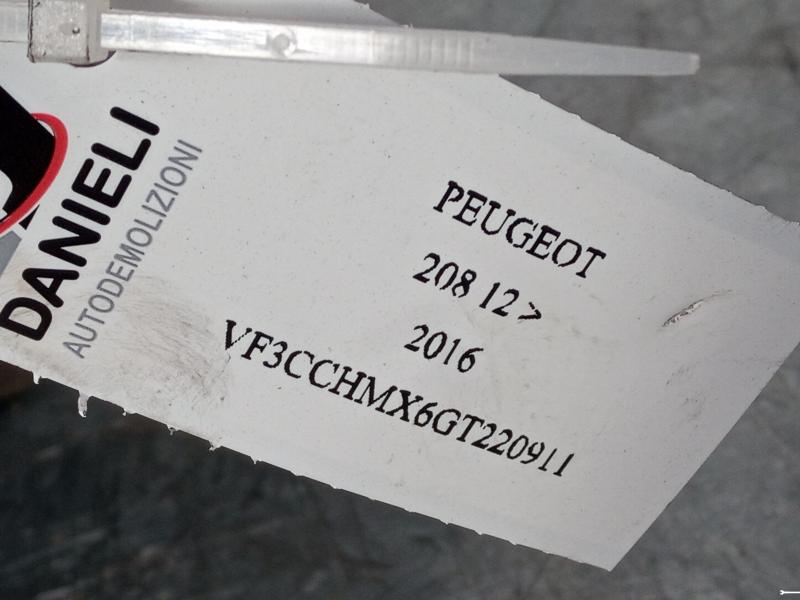 DANIELI
AUTODEMOLIZIONI
PEUGEOT
208 12>
2016
VF3CCHMX6GT220911